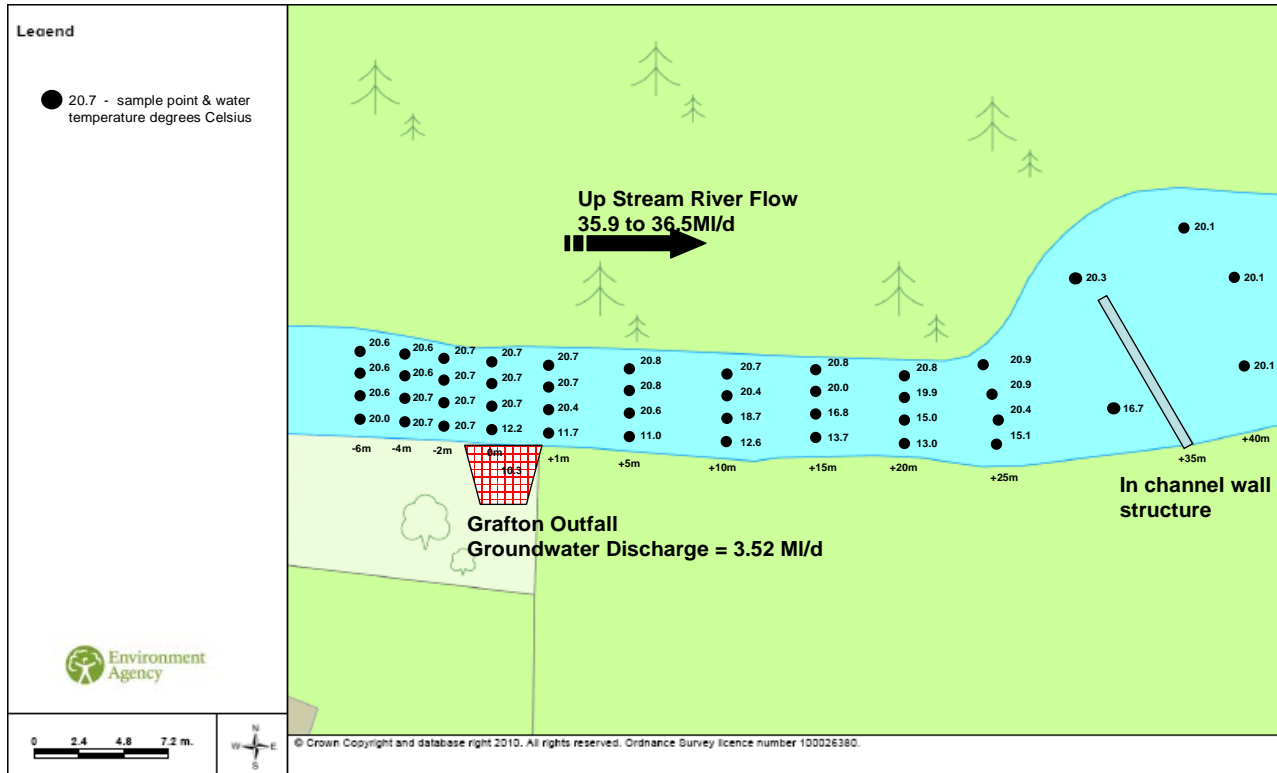 Legend
20.7 - sample point & water
temperature degrees Celsius
Up Stream River Flow
35.9 to 36.5Ml/d
20.1
20.3
20.1
20.6
20.6
20.7
20.7
20.7
20.8
20.7
20.8
20.8
20.9
20.1
20.6
20.6
20.7
20.7
20.7
20.8
20.4
20.0
19.9
20.9
20.6
20.7
20.7
20.7
20.4
20.6
18.7
16.8
15.0
20.4
16.7
20.0
20.7
20.7
12.2
11.7
11.0
12.6
13.7
13.0
15.1
-6m
-4m
-2m
0m
+1m
+5m
+10m
+15m
+20m
+25m
+35m
+40m
10.3
In channel wall
structure
Grafton Outfall
Groundwater Discharge = 3.52 Ml/d
Environment
Agency
0 2.4 4.8 7.2 m.
N
W E
S
© Crown Copyright and database right 2010. All rights reserved. Ordnance Survey licence number 100026380.